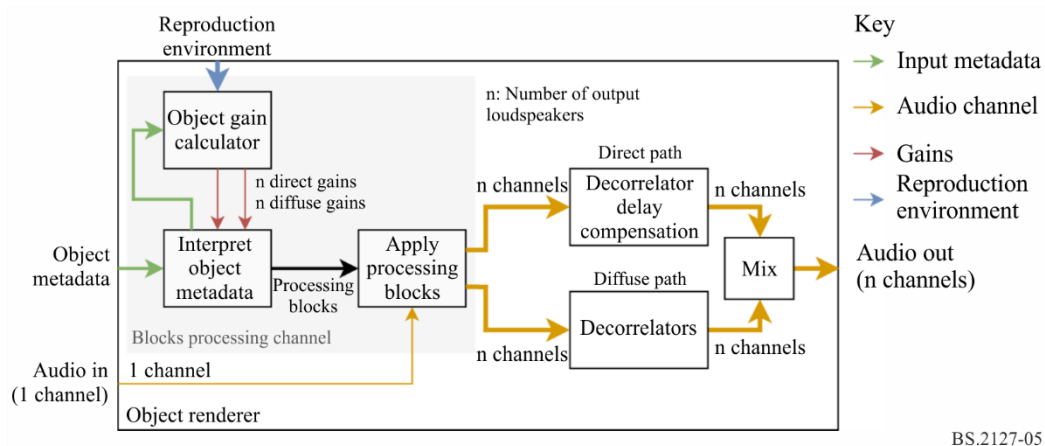 Reproduction
environment
Key
Input metadata
Audio channel
Gains
Reproduction
environment
Object gain
calculator
n: Number of output
loudspeakers
n direct gains
n diffuse gains
Direct path
n channels
Decorrelator
delay
compensation
n channels
Object
metadata
Interpret
object
metadata
Processing
blocks
Apply
processing
blocks
Mix
Audio out
(n channels)
Diffuse path
Decorrelators
n channels
n channels
Blocks processing channel
Audio in
(1 channel)
1 channel
Object renderer
BS.2127-05